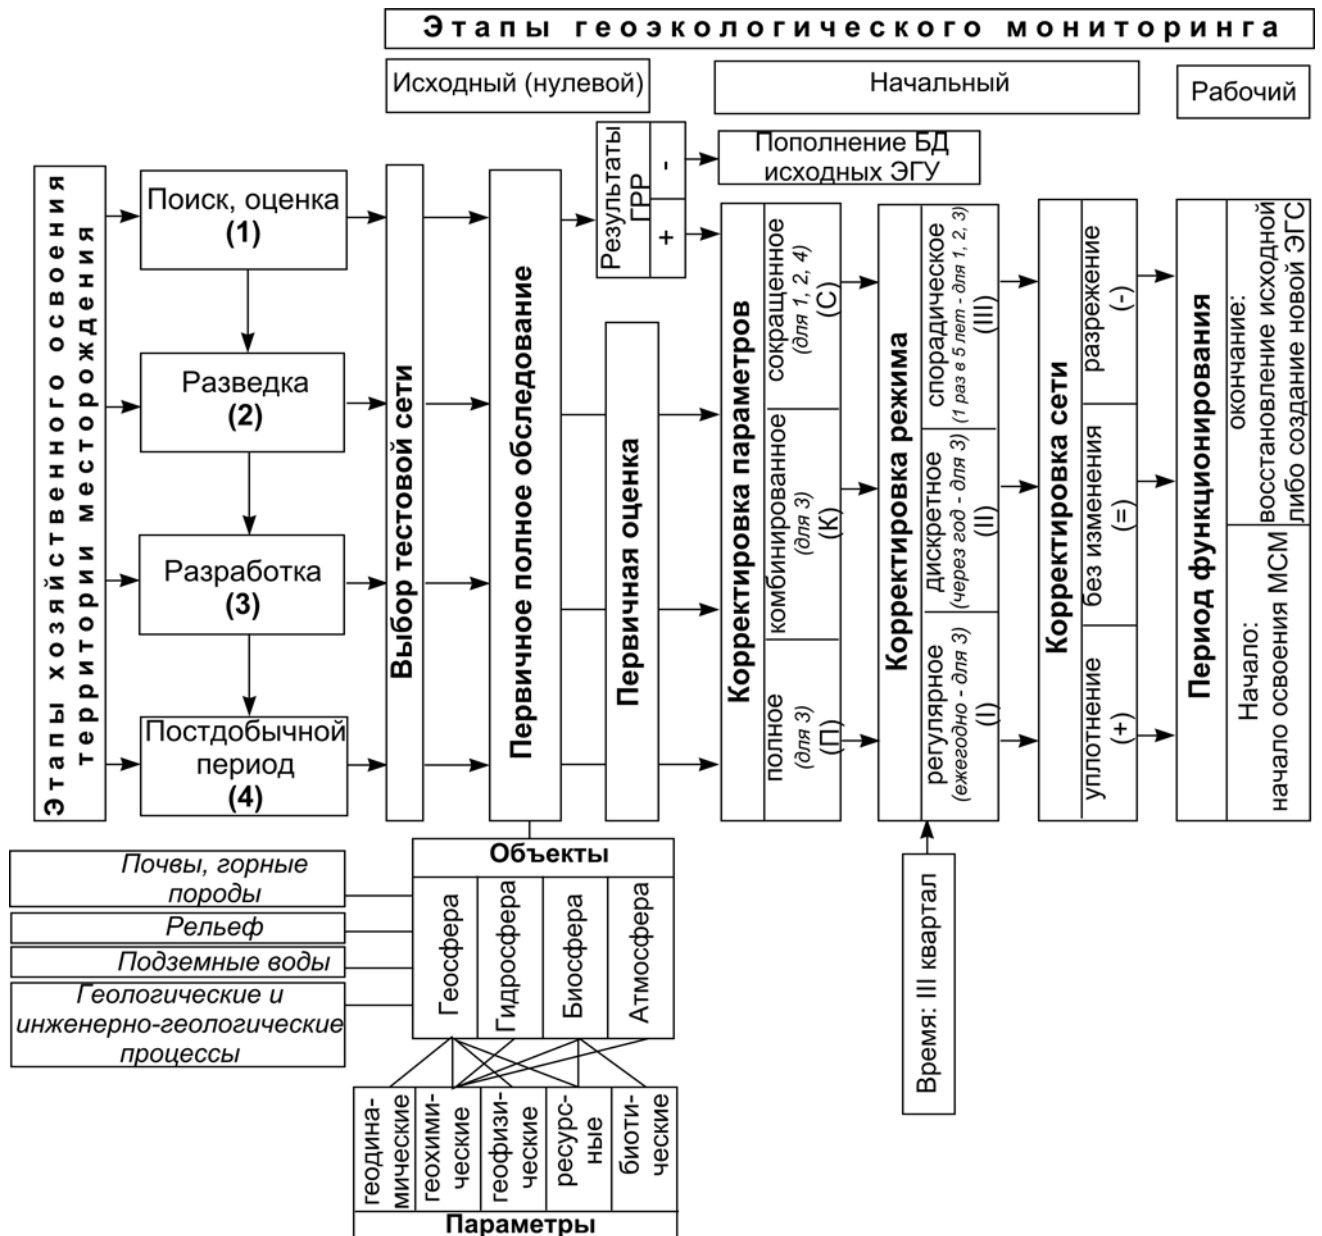 Этапы геоэкологического мониторинга
Исходный (нулевой)
Начальный
Рабочий
Этапы хозяйственного освоения
территории месторождения
Поиск, оценка
(1)
Разведка
(2)
Разработка
(3)
Постдобычной
период
(4)
Выбор тестовой сети
Первичное полное обследование
Результаты
ГРР
-
+
Пополнение БД
исходных ЭГУ
Первичная оценка
Корректировка параметров
сокращенное
(для 1, 2, 4)
(С)
комбинированное
(для 3)
(К)
полное
(для 3)
(П)
Корректировка режима
спорадическое
(1 раз в 5 лет - для 1, 2, 3)
(III)
дискретное
(через год - для 3)
(II)
регулярное
(ежегодно - для 3)
(I)
Время: III квартал
Корректировка сети
разрежение
(-)
без изменения
(=)
уплотнение
(+)
Период функционирования
окончание:
восстановление исходной
либо создание новой ЭГС
Начало:
начало освоения МСМ
Объекты
Геосфера
Гидросфера
Биосфера
Атмосфера
Почвы, горные
породы
Рельеф
Подземные воды
Геологические и
инженерно-геологические
процессы
геодина-
мические
геохими-
ческие
геофизи-
ческие
ресурс-
ные
биоти-
ческие
Параметры